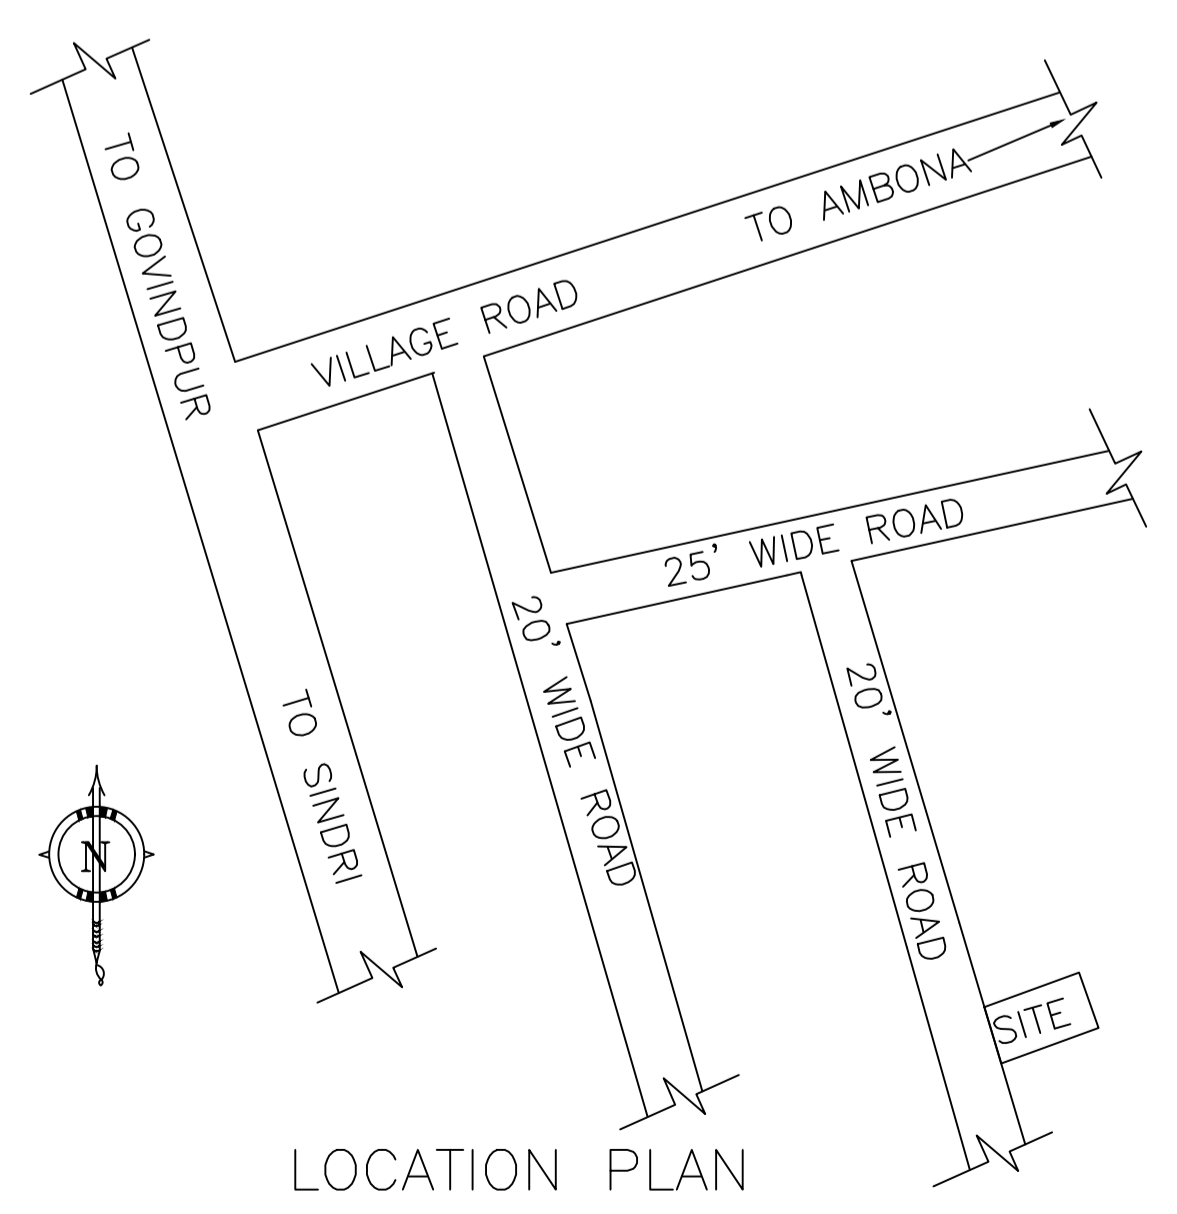 TO GOVINDPUR
TO AMBONA
VILLAGE ROAD
25' WIDE ROAD
20' WIDE ROAD
20' WIDE ROAD
TO SINDRI
N
SITE
LOCATION PLAN